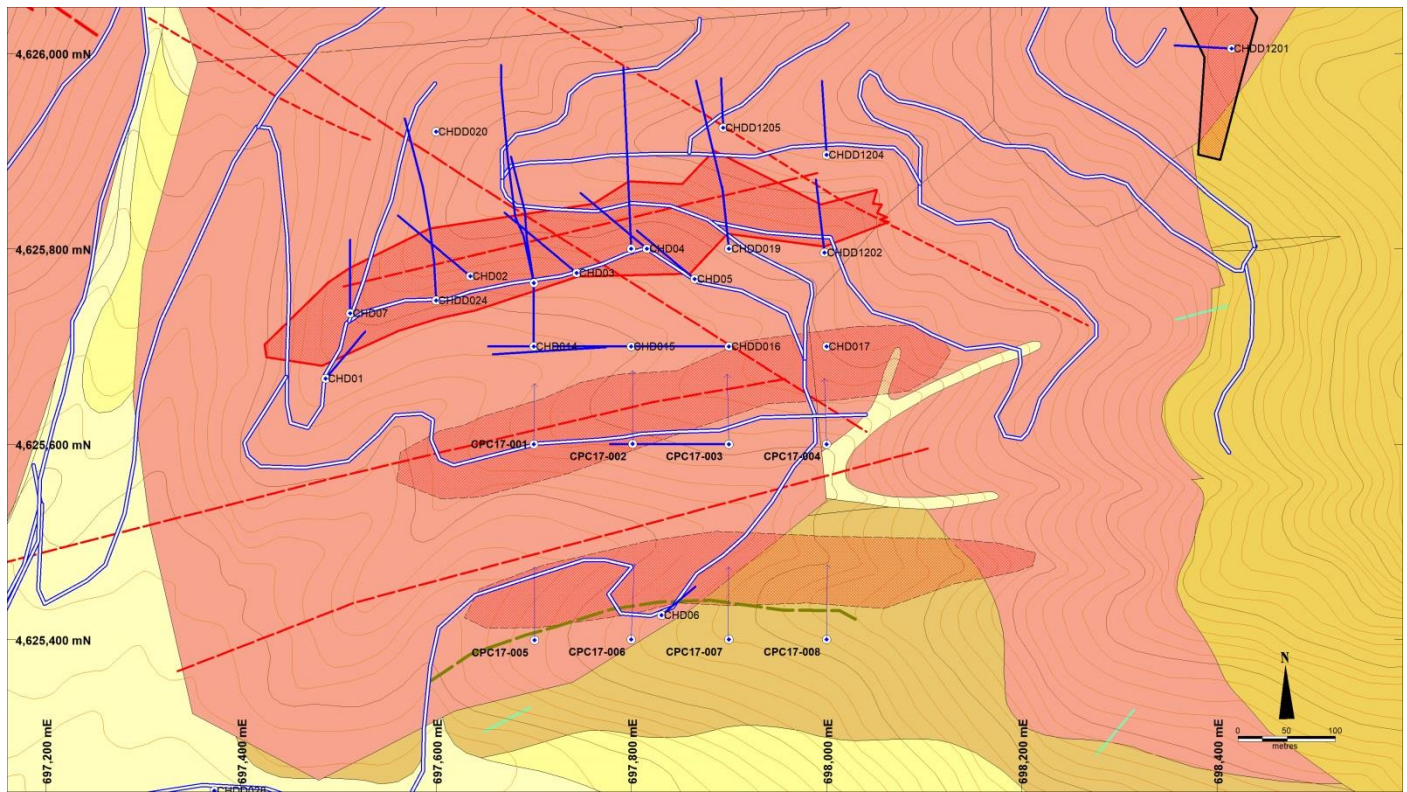 4,626,000 mN
CHDD1201
CHDD020
CHDD1205
CHDD1204
4,625,800 mN
CHD04
CHDD019
CHDD1202
CHD02
CHD03
CHD05
CHDD024
CHD07
CHD014
CHD015
CHDD016
CHD017
CHD01
4,625,600 mN
CPC17-001
CPC17-002
CPC17-003
CPC17-004
CHD06
4,625,400 mN
CPC17-005
CPC17-006
CPC17-007
CPC17-008
N
0 50 100
metres
697,200 mE
697,400 mE
697,600 mE
697,800 mE
698,000 mE
698,200 mE
698,400 mE